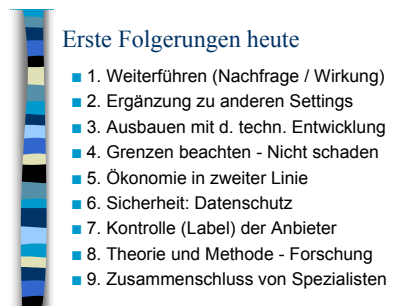 Erste Folgerungen heute
1. Weiterführen (Nachfrage / Wirkung)
2. Ergänzung zu anderen Settings
3. Ausbauen mit d. techn. Entwicklung
4. Grenzen beachten - Nicht schaden
5. Ökonomie in zweiter Linie
6. Sicherheit: Datenschutz
7. Kontrolle (Label) der Anbieter
8. Theorie und Methode - Forschung
9. Zusammenschluss von Spezialisten